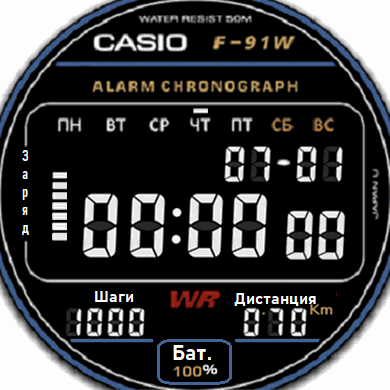 WATER RESIST 50M
CASIO F-91W
ALARM CHRONOGRAPH
ПН ВТ СР ЧТ ПТ СБ ВС
Заряд
07-01
00:00 00
WR
Шаги Дистанция
1000 0.70 Km
Бат.
100%